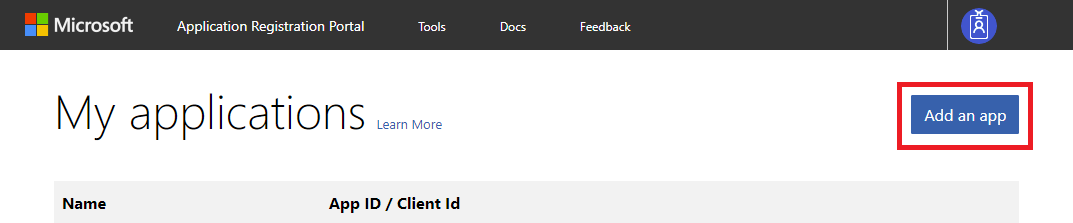 Microsoft Application Registration Portal Tools Docs Feedback
My applications Learn More Add an app
Name App ID / Client Id